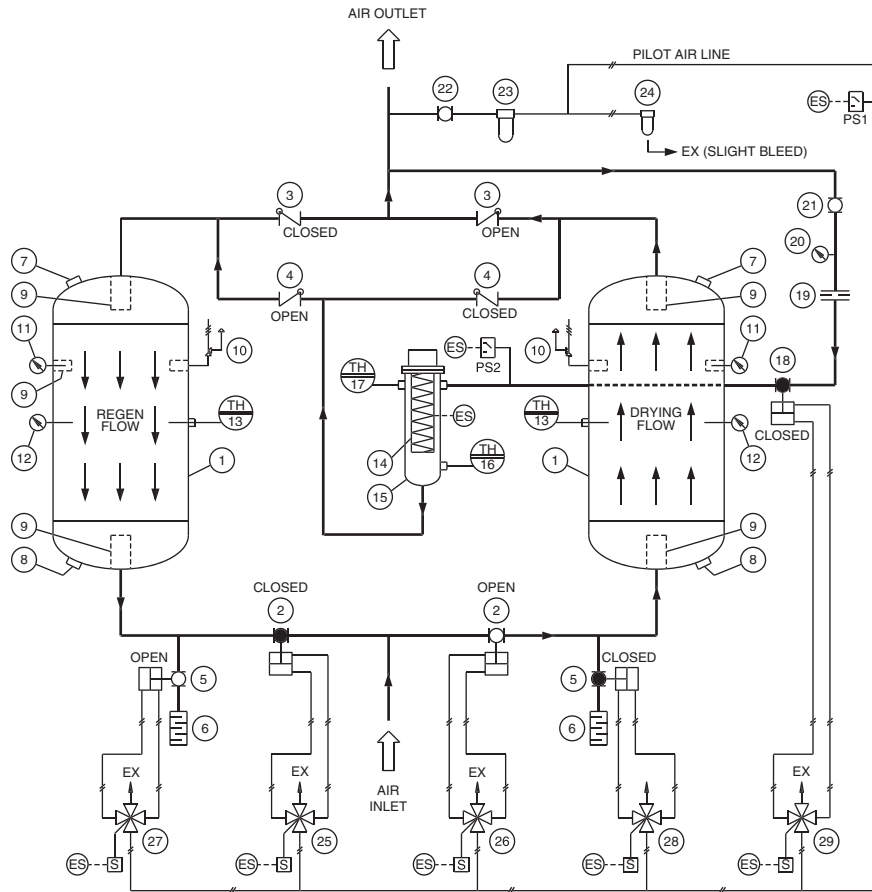 AIR OUTLET
PILOT AIR LINE
22
23
24
ES
PS1
EX (SLIGHT BLEED)
3
3
21
CLOSED
OPEN
20
7
4
4
7
9
OPEN
CLOSED
9
19
11
10
ES
PS2
10
11
18
9
TH
17
REGEN
FLOW
TH
13
ES
TH
13
DRYING
FLOW
CLOSED
12
1
14
TH
16
1
12
15
9
9
8
8
CLOSED
OPEN
2
2
OPEN
CLOSED
5
5
6
6
EX
EX
AIR
INLET
EX
EX
EX
27
25
26
28
29
ES
S
ES
S
ES
S
ES
S
ES
S